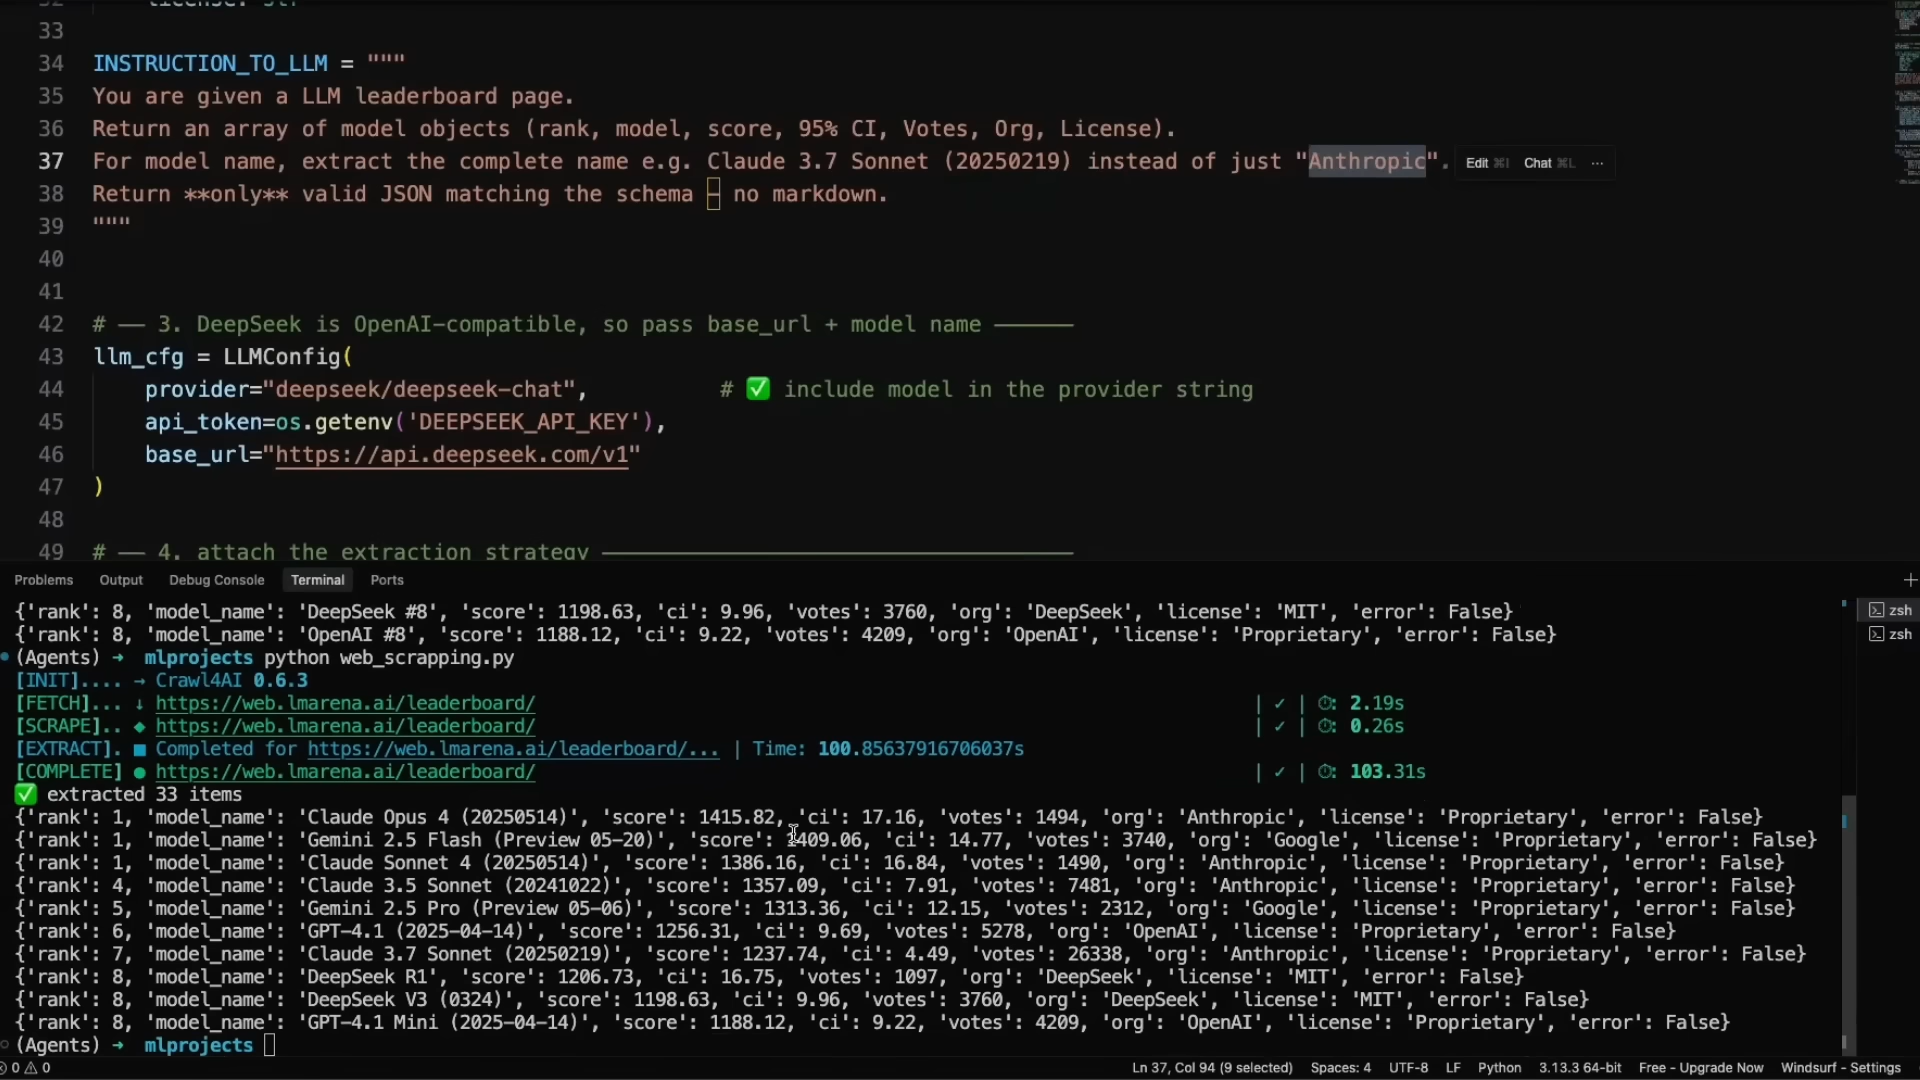 33
34 INSTRUCTION_TO_LLM = """
35 You are given a LLM leaderboard page.
36 Return an array of model objects (rank, model, score, 95% CI, Votes, Org, License).
37 For model name, extract the complete name e.g. Claude 3.7 Sonnet (20250219) instead of just "Anthropic". Edit ⌘I Chat ⌘L ...
38 Return **only** valid JSON matching the schema – no markdown.
39 """
40
41
42 # —— 3. DeepSeek is OpenAI-compatible, so pass base_url + model name ——————
43 llm_cfg = LLMConfig(
44 provider="deepseek/deepseek-chat", # ✅ include model in the provider string
45 api_token=os.getenv('DEEPSEEK_API_KEY'),
46 base_url="https://api.deepseek.com/v1"
47 )
48
49 # —— 4. attach the extraction strategy ————————————————————————————————————
Problems Output Debug Console Terminal Ports
{'rank': 8, 'model_name': 'DeepSeek #8', 'score': 1198.63, 'ci': 9.96, 'votes': 3760, 'org': 'DeepSeek', 'license': 'MIT', 'error': False}
zsh
{'rank': 8, 'model_name': 'OpenAI #8', 'score': 1188.12, 'ci': 9.22, 'votes': 4209, 'org': 'OpenAI', 'license': 'Proprietary', 'error': False}
zsh
(Agents) → mlprojects python web_scrapping.py
[INIT].... → Crawl4AI 0.6.3
[FETCH]... ↓ https://web.lmarena.ai/leaderboard/ | ✓ | ⏱: 2.19s
[SCRAPE].. ◆ https://web.lmarena.ai/leaderboard/ | ✓ | ⏱: 0.26s
[EXTRACT]. ■ Completed for https://web.lmarena.ai/leaderboard/... | Time: 100.85637916706037s
[COMPLETE] ● https://web.lmarena.ai/leaderboard/ | ✓ | ⏱: 103.31s
✅ extracted 33 items
{'rank': 1, 'model_name': 'Claude Opus 4 (20250514)', 'score': 1415.82, 'ci': 17.16, 'votes': 1494, 'org': 'Anthropic', 'license': 'Proprietary', 'error': False}
{'rank': 1, 'model_name': 'Gemini 2.5 Flash (Preview 05-20)', 'score': 1409.06, 'ci': 14.77, 'votes': 3740, 'org': 'Google', 'license': 'Proprietary', 'error': False}
{'rank': 1, 'model_name': 'Claude Sonnet 4 (20250514)', 'score': 1386.16, 'ci': 16.84, 'votes': 1490, 'org': 'Anthropic', 'license': 'Proprietary', 'error': False}
{'rank': 4, 'model_name': 'Claude 3.5 Sonnet (20241022)', 'score': 1357.09, 'ci': 7.91, 'votes': 7481, 'org': 'Anthropic', 'license': 'Proprietary', 'error': False}
{'rank': 5, 'model_name': 'Gemini 2.5 Pro (Preview 05-06)', 'score': 1313.36, 'ci': 12.15, 'votes': 2312, 'org': 'Google', 'license': 'Proprietary', 'error': False}
{'rank': 6, 'model_name': 'GPT-4.1 (2025-04-14)', 'score': 1256.31, 'ci': 9.69, 'votes': 5278, 'org': 'OpenAI', 'license': 'Proprietary', 'error': False}
{'rank': 7, 'model_name': 'Claude 3.7 Sonnet (20250219)', 'score': 1237.74, 'ci': 4.49, 'votes': 26338, 'org': 'Anthropic', 'license': 'Proprietary', 'error': False}
{'rank': 8, 'model_name': 'DeepSeek R1', 'score': 1206.73, 'ci': 16.75, 'votes': 1097, 'org': 'DeepSeek', 'license': 'MIT', 'error': False}
{'rank': 8, 'model_name': 'DeepSeek V3 (0324)', 'score': 1198.63, 'ci': 9.96, 'votes': 3760, 'org': 'DeepSeek', 'license': 'MIT', 'error': False}
{'rank': 8, 'model_name': 'GPT-4.1 Mini (2025-04-14)', 'score': 1188.12, 'ci': 9.22, 'votes': 4209, 'org': 'OpenAI', 'license': 'Proprietary', 'error': False}
(Agents) → mlprojects
0 0 Ln 37, Col 94 (9 selected) Spaces: 4 UTF-8 LF Python 3.13.3 64-bit Free - Upgrade Now Windsurf - Settings